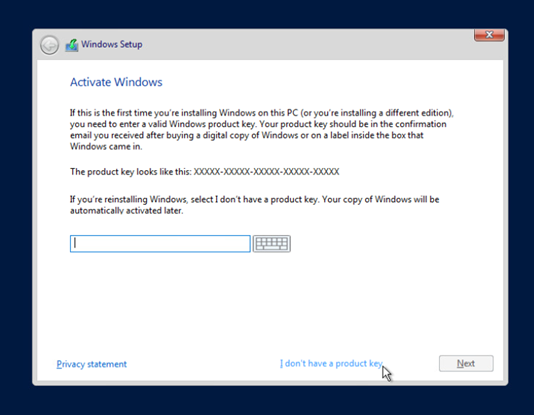 Windows Setup
Activate Windows
If this is the first time you're installing Windows on this PC (or you're installing a different edition),
you need to enter a valid Windows product key. Your product key should be in the confirmation
email you received after buying a digital copy of Windows or on a label inside the box that
Windows came in.
The product key looks like this: XXXXX-XXXXX-XXXXX-XXXXX-XXXXX
If you're reinstalling Windows, select I don't have a product key. Your copy of Windows will be
automatically activated later.
Privacy statement
I don't have a product key
Next